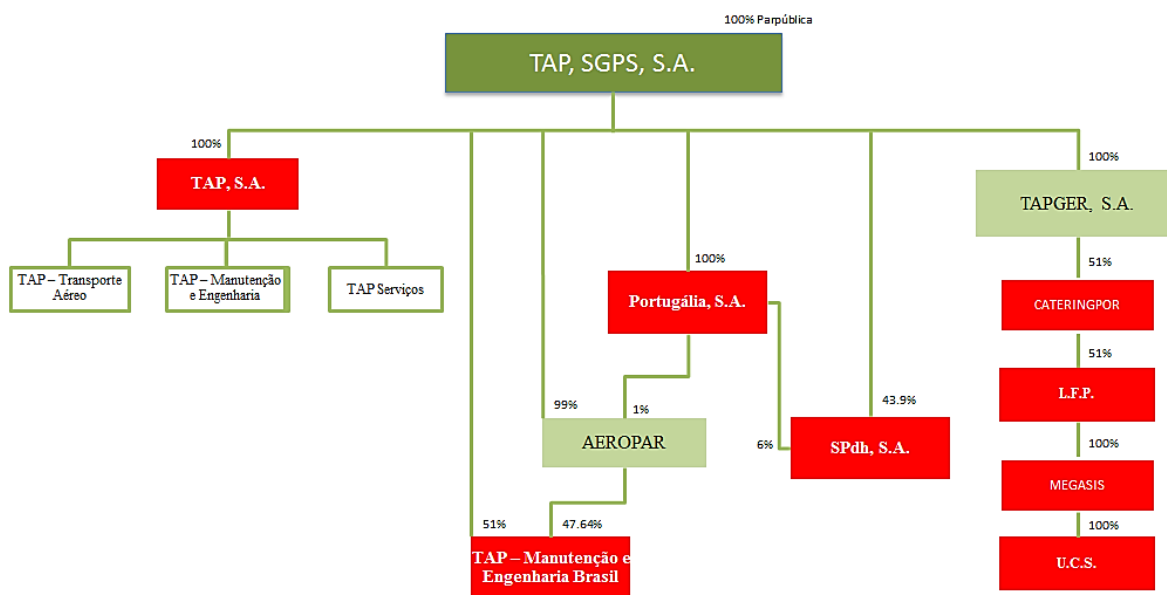 100% Parpública
TAP, SGPS, S.A.
100%
TAP, S.A.
TAP – Transporte
Aéreo
TAP – Manutenção
e Engenharia
TAP Serviços
100%
Portugália, S.A.
99%
1%
AEROPAR
51%
47.64%
TAP – Manutenção e
Engenharia Brasil
6%
43.9%
SPdh, S.A.
100%
TAPGER, S.A.
51%
CATERINGPOR
51%
L.F.P.
100%
MEGASIS
100%
U.C.S.